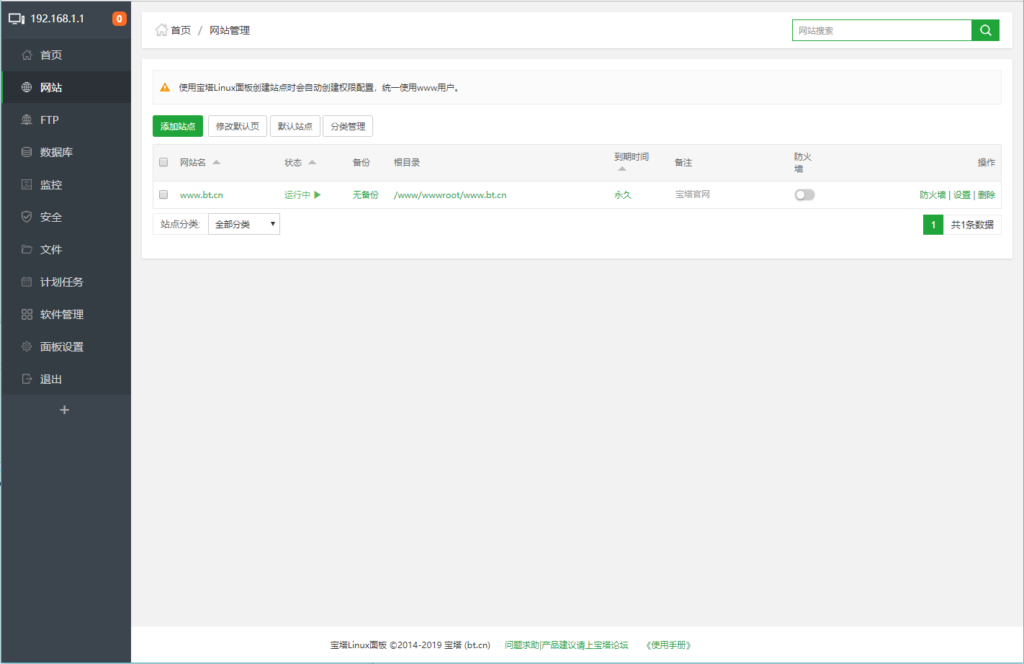 192.168.1.1 0
首页
网站
FTP
数据库
监控
安全
文件
计划任务
软件管理
面板设置
退出
+
首页 / 网站管理
网站搜索
使用宝塔Linux面板创建站点时会自动创建权限配置，统一使用www用户。
添加站点 修改默认页 默认站点 分类管理
网站名 状态 备份 根目录 到期时间 备注 防火墙 操作
www.bt.cn 运行中 无备份 /www/wwwroot/www.bt.cn 永久 宝塔官网 防火墙 | 设置 | 删除
站点分类: 全部分类 1 共1条数据
宝塔Linux面板 ©2014-2019 宝塔 (bt.cn) 问题求助|产品建议请上宝塔论坛 《使用手册》